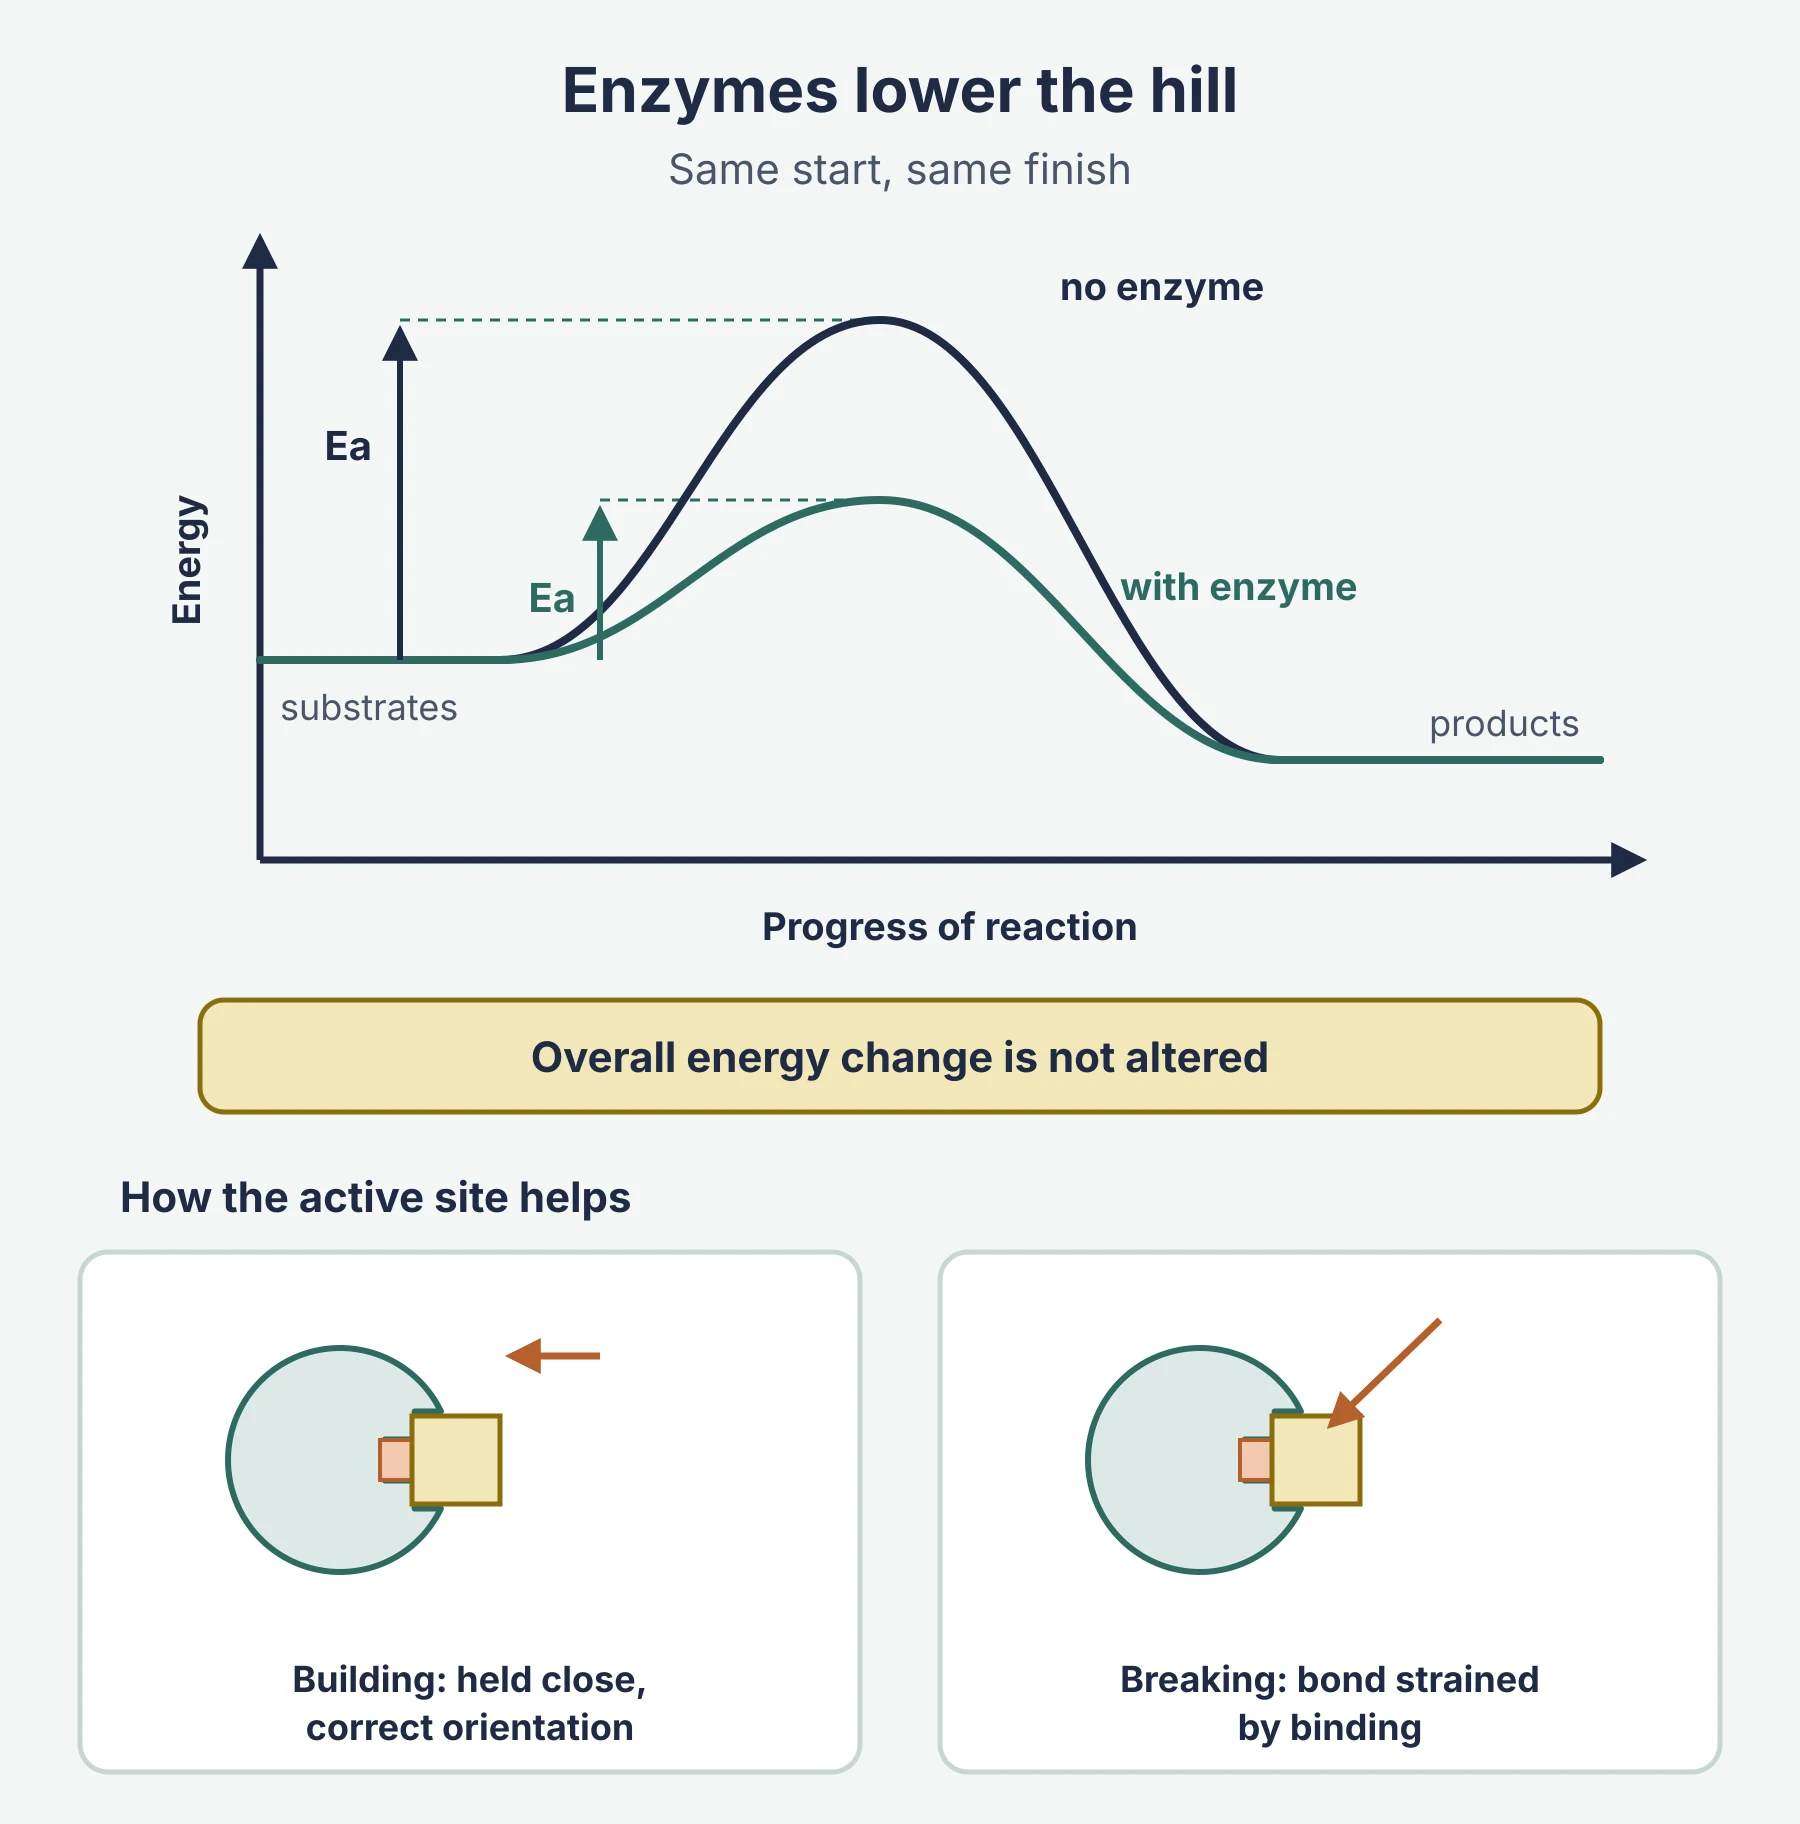 Enzymes lower the hill
Same start, same finish
no enzyme
Ea
Energy
Ea
with enzyme
substrates
products
Progress of reaction
Overall energy change is not altered
How the active site helps
Building: held close,
correct orientation
Breaking: bond strained
by binding